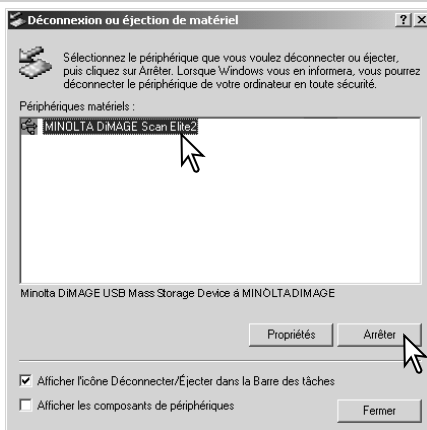 Déconnexion ou éjection de matériel
Sélectionnez le périphérique que vous voulez déconnecter ou éjecter,
puis cliquez sur Arrêter. Lorsque Windows vous en informera, vous pourrez
déconnecter le périphérique de votre ordinateur en toute sécurité.
Périphériques matériels :
MINOLTA DiMAGE Scan Elite2
Minolta DiMAGE USB Mass Storage Device á MINOLTADIMAGE
Propriétés Arrêter
Afficher l'icône Déconnecter/Éjecter dans la Barre des tâches
Afficher les composants de périphériques
Fermer